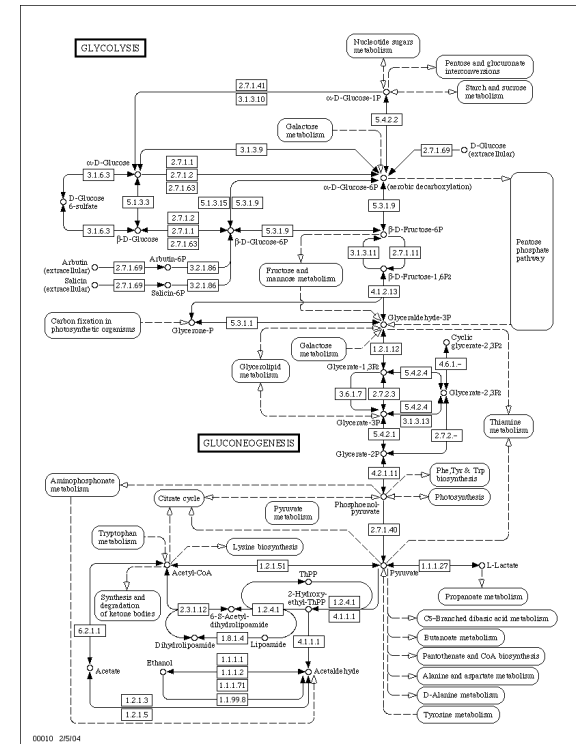 GLYCOLYSIS
Nucleotide sugars
metabolism
Pentose and glucuronate
interconversions
Starch and sucrose
metabolism
2.7.1.41
3.1.3.10
α-D-Glucose-1P
5.4.2.2
Galactose
metabolism
D-Glucose
(extracellular)
2.7.1.69
3.1.3.9
α-D-Glucose
3.1.6.3
2.7.1.1
2.7.1.2
2.7.1.63
α-D-Glucose-6P
(aerobic decarboxylation)
D-Glucose
6-sulfate
5.1.3.3
5.3.1.9
3.1.3.15
5.3.1.9
2.7.1.2
2.7.1.1
2.7.1.63
3.1.6.3
β-D-Glucose
β-D-Glucose-6P
5.3.1.9
β-D-Fructose-6P
Pentose
phosphate
pathway
Arbutin
(extracellular)
2.7.1.69
Arbutin-6P
3.2.1.86
3.1.3.11
2.7.1.11
Salicin
(extracellular)
2.7.1.69
Salicin-6P
3.2.1.86
Fructose and
mannose metabolism
β-D-Fructose-1,6P2
4.1.2.13
Carbon fixation in
photosynthetic organisms
Glycerone-P
5.3.1.1
Glyceraldehyde-3P
Galactose
metabolism
1.2.1.12
Cyclic
glycerate-2,3P2
Glycerolipid
metabolism
Glycerate-1,3P2
4.6.1.-
5.4.2.4
3.6.1.7
2.7.2.3
Glycerate-2,3P2
5.4.2.4
3.1.3.13
Glycerate-3P
Thiamine
metabolism
GLUCONEOGENESIS
5.4.2.1
2.7.2.-
Glycerate-2P
4.2.1.11
Phe,Tyr & Trp
biosynthesis
Aminophosphonate
metabolism
Citrate cycle
Photosynthesis
Phosphoenol-
pyruvate
Pyruvate
metabolism
2.7.1.40
Tryptophan
metabolism
Lysine biosynthesis
Acetyl-CoA
1.2.1.51
Pyruvate
1.1.1.27
L-Lactate
ThPP
Synthesis and
degradation
of ketone bodies
2-Hydroxy-
ethyl-ThPP
Propanoate metabolism
2.3.1.12
1.2.4.1
1.2.4.1
4.1.1.1
6-S-Acetyl-
dihydrolipoamide
C5-Branched dibasic acid metabolism
6.2.1.1
1.8.1.4
Dihydrolipoamide
Lipoamide
4.1.1.1
Butanoate metabolism
Pantothenate and CoA biosynthesis
Acetate
Ethanol
1.1.1.1
1.1.1.2
1.1.1.71
1.1.99.8
Acetaldehyde
Alanine and aspartate metabolism
D-Alanine metabolism
1.2.1.3
1.2.1.5
Tyrosine metabolism
00010 2/5/04